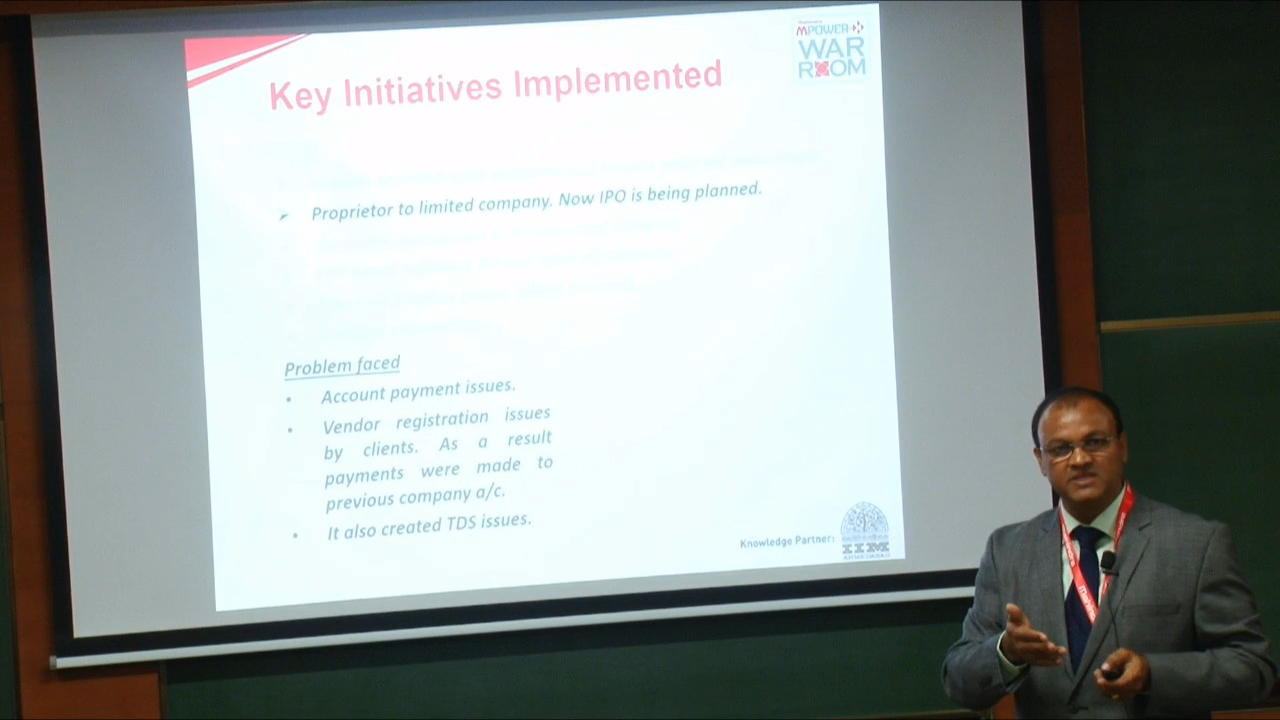 MPOWER
WAR
ROOM
Key Initiatives Implemented
➢ Proprietor to limited company. Now IPO is being planned.
Problem faced
• Account payment issues.
• Vendor registration issues
by clients. As a result
payments were made to
previous company a/c.
• It also created TDS issues.
Knowledge Partner:
IIM